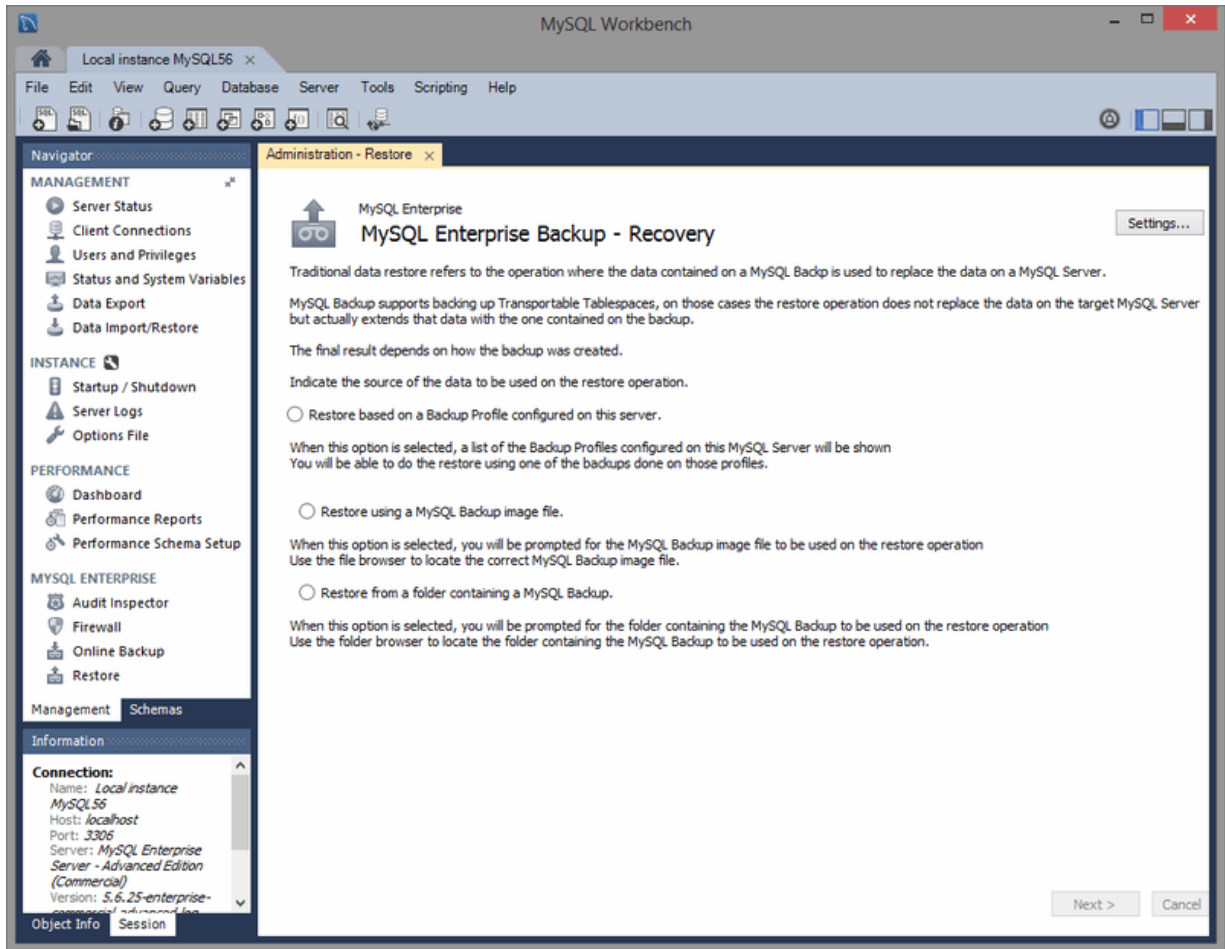 MySQL Workbench
Local instance MySQL56 ×
File Edit View Query Database Server Tools Scripting Help
Navigator
MANAGEMENT
Server Status
Client Connections
Users and Privileges
Status and System Variables
Data Export
Data Import/Restore
INSTANCE
Startup / Shutdown
Server Logs
Options File
PERFORMANCE
Dashboard
Performance Reports
Performance Schema Setup
MYSQL ENTERPRISE
Audit Inspector
Firewall
Online Backup
Restore
Management Schemas
Information
Connection:
Name: Local instance
MySQL56
Host: localhost
Port: 3306
Server: MySQL Enterprise
Server - Advanced Edition
(Commercial)
Version: 5.6.25-enterprise-
commercial-advanced-log
Object Info Session
Administration - Restore ×
MySQL Enterprise
MySQL Enterprise Backup - Recovery
Settings...
Traditional data restore refers to the operation where the data contained on a MySQL Backp is used to replace the data on a MySQL Server.
MySQL Backup supports backing up Transportable Tablespaces, on those cases the restore operation does not replace the data on the target MySQL Server
but actually extends that data with the one contained on the backup.
The final result depends on how the backup was created.
Indicate the source of the data to be used on the restore operation.
Restore based on a Backup Profile configured on this server.
When this option is selected, a list of the Backup Profiles configured on this MySQL Server will be shown
You will be able to do the restore using one of the backups done on those profiles.
Restore using a MySQL Backup image file.
When this option is selected, you will be prompted for the MySQL Backup image file to be used on the restore operation
Use the file browser to locate the correct MySQL Backup image file.
Restore from a folder containing a MySQL Backup.
When this option is selected, you will be prompted for the folder containing the MySQL Backup to be used on the restore operation
Use the folder browser to locate the folder containing the MySQL Backup to be used on the restore operation.
Next > Cancel